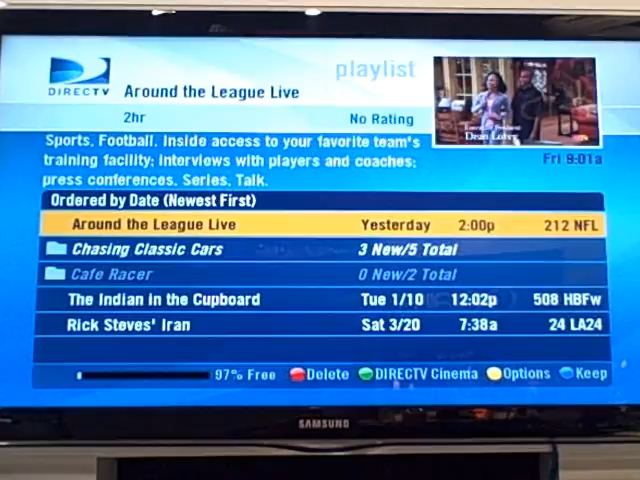 playlist
DIRECTV
Around the League Live
2hr No Rating
Fri 9:01a
Sports, Football. Inside access to your favorite team's
training facility; interviews with players and coaches;
press conferences. Series, Talk.
Ordered by Date (Newest First)
Around the League Live Yesterday 2:00p 212 NFL
Chasing Classic Cars 3 New/5 Total
Cafe Racer 0 New/2 Total
The Indian in the Cupboard Tue 1/10 12:02p 508 HBFw
Rick Steves' Iran Sat 3/20 7:38a 24 LA24
97% Free Delete DIRECTV Cinema Options Keep
SAMSUNG